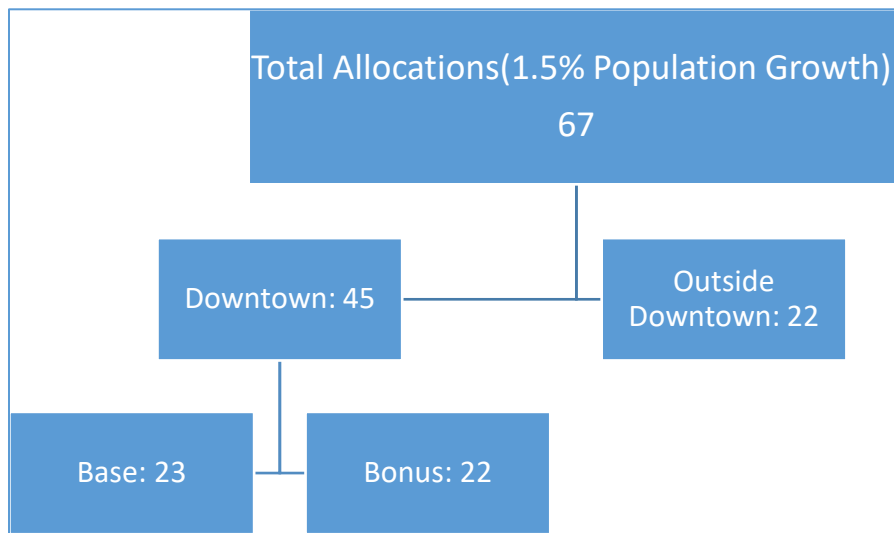 Total Allocations(1.5% Population Growth)
67
Downtown: 45
Outside
Downtown: 22
Base: 23
Bonus: 22